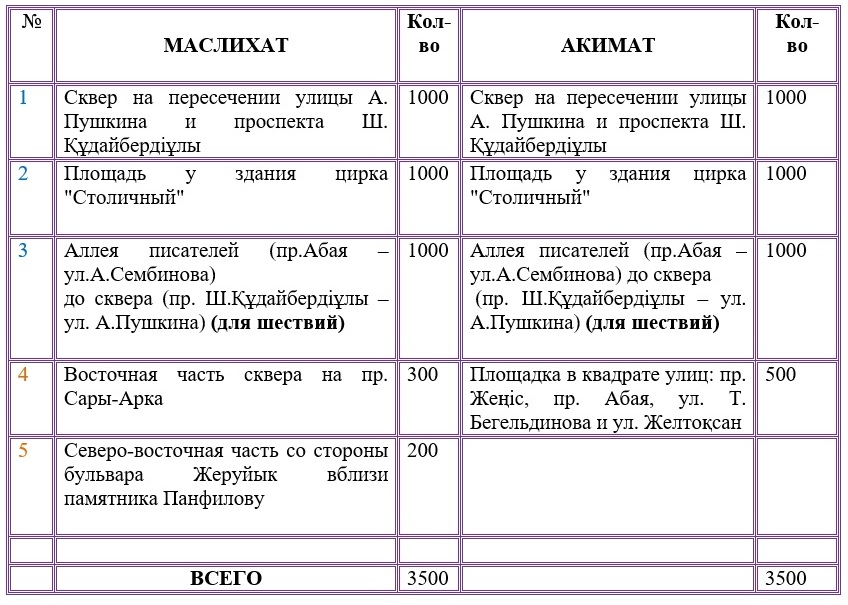 № МАСЛИХАТ Кол-во АКИМАТ Кол-во
1 Сквер на пересечении улицы А. 1000 Сквер на пересечении улицы 1000
Пушкина и проспекта Ш. А. Пушкина и проспекта Ш.
Құдайбердіұлы Құдайбердіұлы
2 Площадь у здания цирка 1000 Площадь у здания цирка 1000
"Столичный" "Столичный"
3 Аллея писателей (пр.Абая – 1000 Аллея писателей (пр.Абая – 1000
ул.А.Сембинова) ул.А.Сембинова) до сквера
до сквера (пр. Ш.Құдайбердіұлы – (пр. Ш.Құдайбердіұлы – ул.
ул. А.Пушкина) (для шествий) А.Пушкина) (для шествий)
4 Восточная часть сквера на пр. 300 Площадка в квадрате улиц: пр. 500
Сары-Арка Жеңіс, пр. Абая, ул. Т.
Бегельдинова и ул. Желтоқсан
5 Северо-восточная часть со стороны 200
бульвара Жеруйык вблизи
памятника Панфилову
ВСЕГО 3500 3500